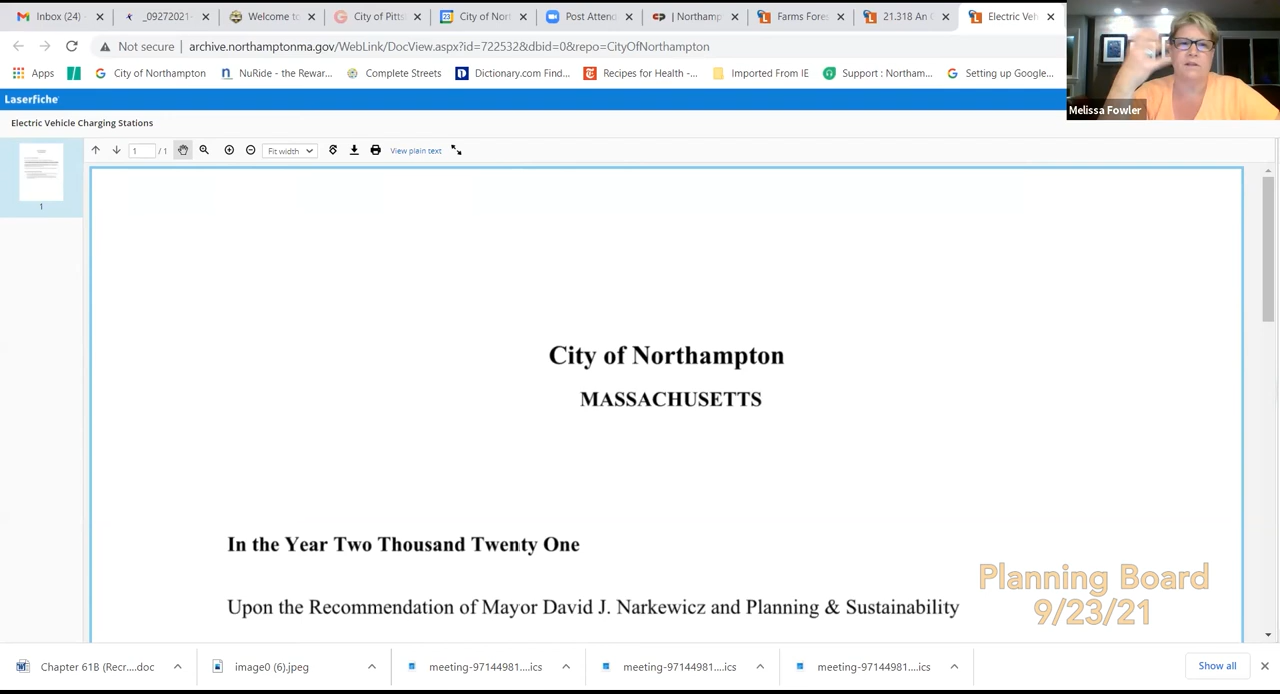 Inbox (24)
_09272021-
Welcome to
City of Pitts
City of Nor
Post Attend
| Northamp
Farms Fores
21.318 An O
Electric Veh
Not secure | archive.northamptonma.gov/WebLink/DocView.aspx?id=722532&dbid=0&repo=CityOfNorthampton
Apps
City of Northampton
NuRide - the Rewar...
Complete Streets
Dictionary.com Find...
Recipes for Health -...
Imported From IE
Support : Northam...
Setting up Google...
Melissa Fowler
Laserfiche
Electric Vehicle Charging Stations
1 / 1
Fit width
View plain text
1
City of Northampton
MASSACHUSETTS
In the Year Two Thousand Twenty One
Upon the Recommendation of Mayor David J. Narkewicz and Planning & Sustainability
Planning Board
9/23/21
Chapter 61B (Recr....doc
image0 (6).jpeg
meeting-97144981....ics
meeting-97144981....ics
meeting-97144981....ics
Show all